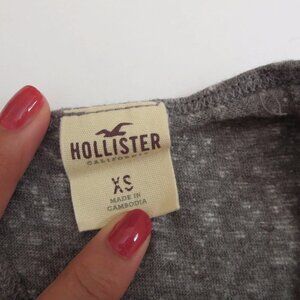 HOLLISTER
CALIFORNIA
XS
MADE IN
CAMBODIA